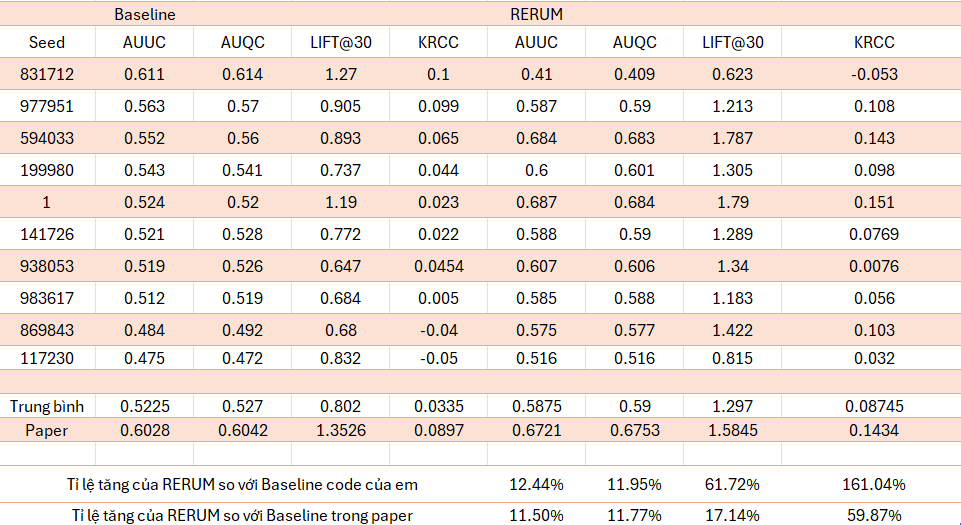 Baseline RERUM
Seed AUUC AUQC LIFT@30 KRCC AUUC AUQC LIFT@30 KRCC
831712 0.611 0.614 1.27 0.1 0.41 0.409 0.623 -0.053
977951 0.563 0.57 0.905 0.099 0.587 0.59 1.213 0.108
594033 0.552 0.56 0.893 0.065 0.684 0.683 1.787 0.143
199980 0.543 0.541 0.737 0.044 0.6 0.601 1.305 0.098
1 0.524 0.52 1.19 0.023 0.687 0.684 1.79 0.151
141726 0.521 0.528 0.772 0.022 0.588 0.59 1.289 0.0769
938053 0.519 0.526 0.647 0.0454 0.607 0.606 1.34 0.0076
983617 0.512 0.519 0.684 0.005 0.585 0.588 1.183 0.056
869843 0.484 0.492 0.68 -0.04 0.575 0.577 1.422 0.103
117230 0.475 0.472 0.832 -0.05 0.516 0.516 0.815 0.032
Trung bình 0.5225 0.527 0.802 0.0335 0.5875 0.59 1.297 0.08745
Paper 0.6028 0.6042 1.3526 0.0897 0.6721 0.6753 1.5845 0.1434
Tỉ lệ tăng của RERUM so với Baseline code của em 12.44% 11.95% 61.72% 161.04%
Tỉ lệ tăng của RERUM so với Baseline trong paper 11.50% 11.77% 17.14% 59.87%